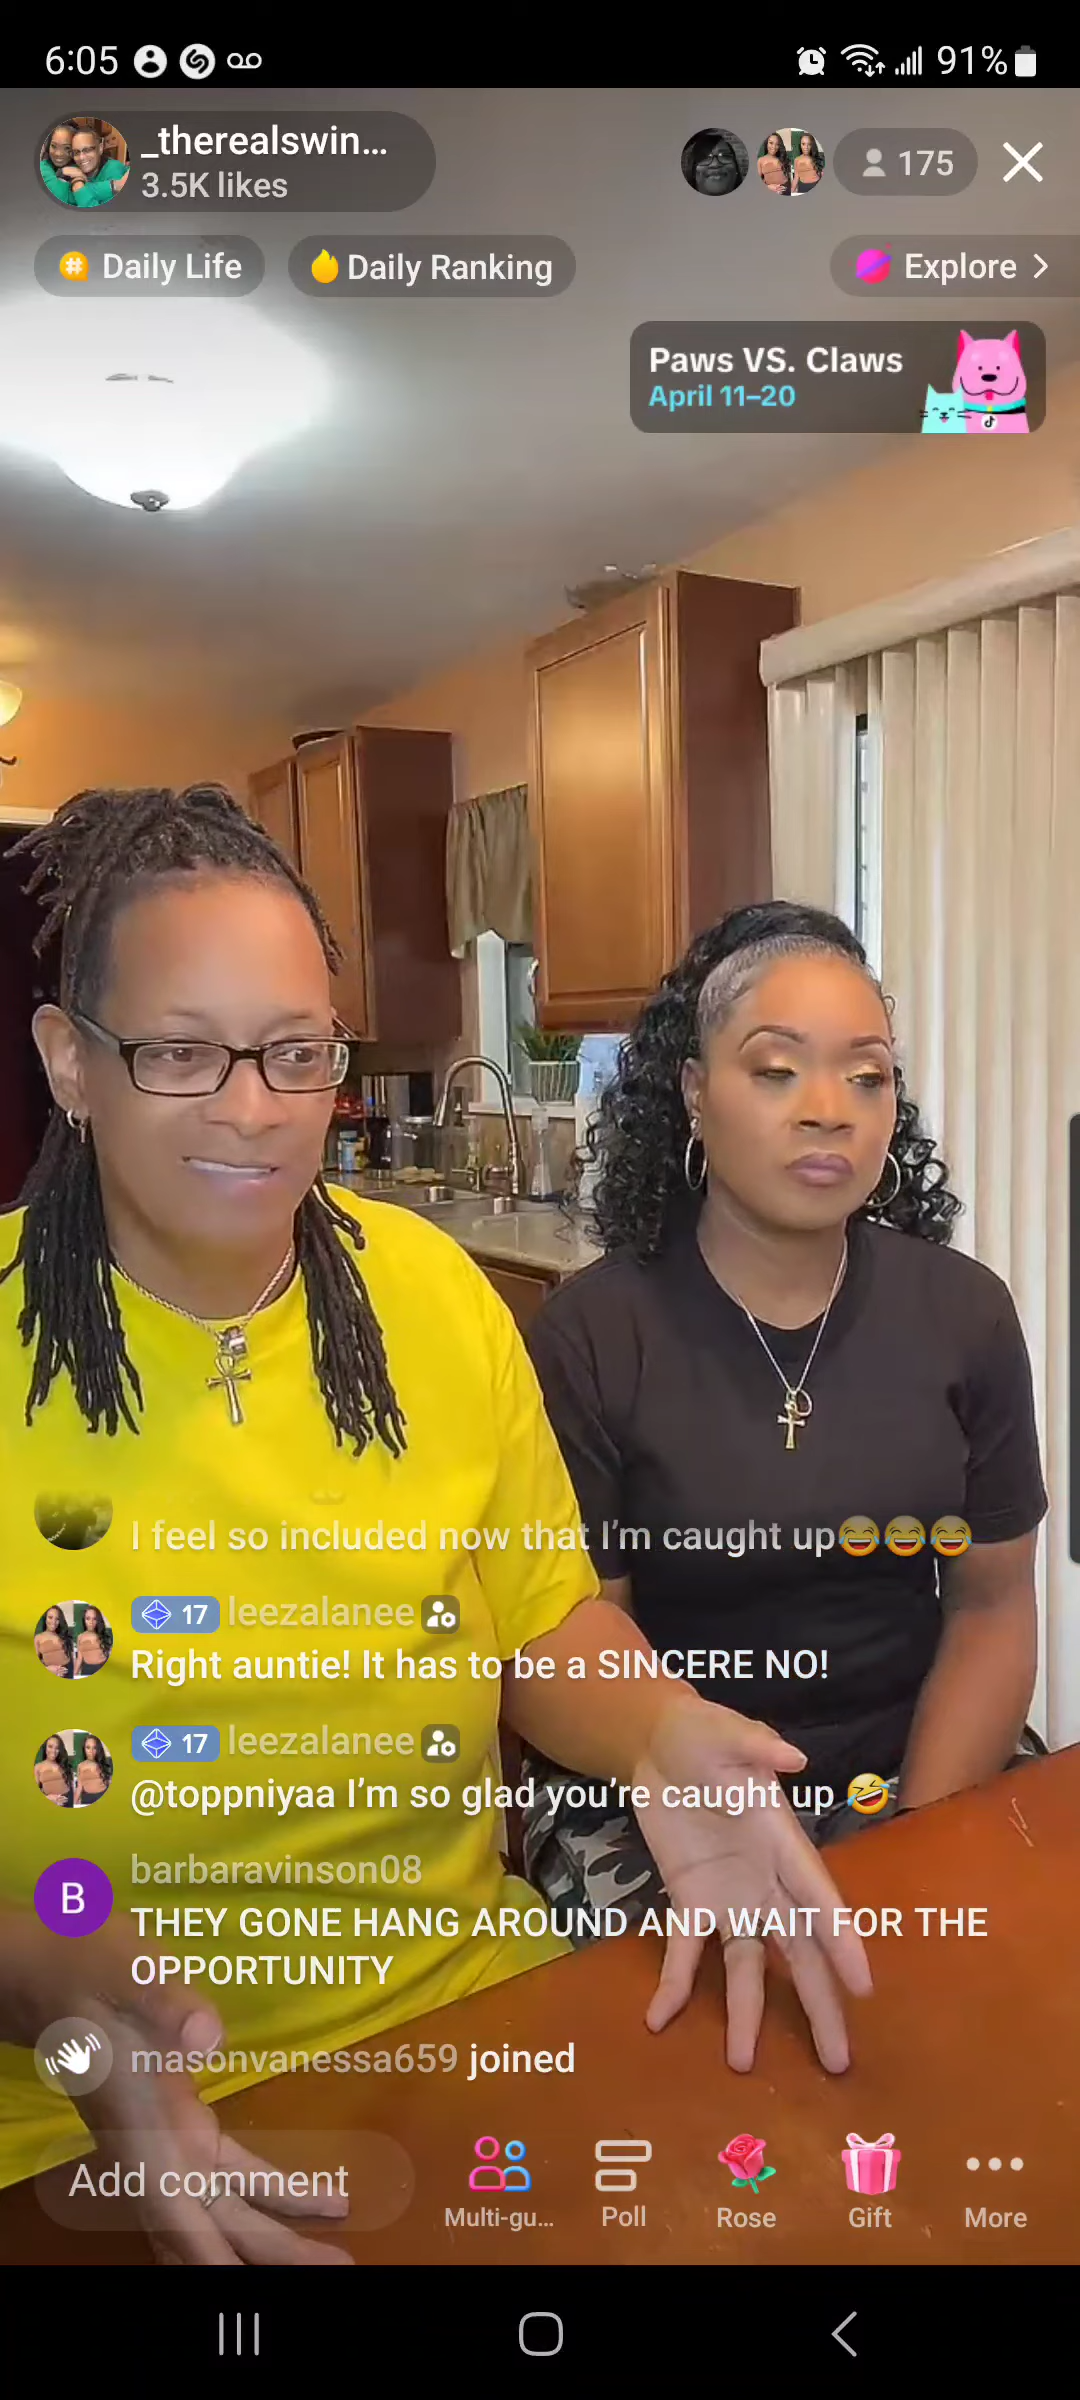 6:05
91%
_therealswin...
3.5K likes
175
Daily Life
Daily Ranking
Explore
Paws VS. Claws
April 11–20
I feel so included now that I'm caught up😂😂😂
17 leezalanee
Right auntie! It has to be a SINCERE NO!
17 leezalanee
@toppniyaa I'm so glad you're caught up 🤣
B
barbaravinson08
THEY GONE HANG AROUND AND WAIT FOR THE
OPPORTUNITY
masonvanessa659 joined
Add comment
Multi-gu...
Poll
Rose
Gift
More